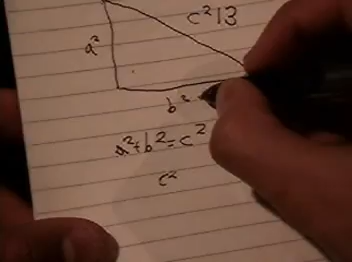 c²13
a²
b²
a²+b²=c²
c²